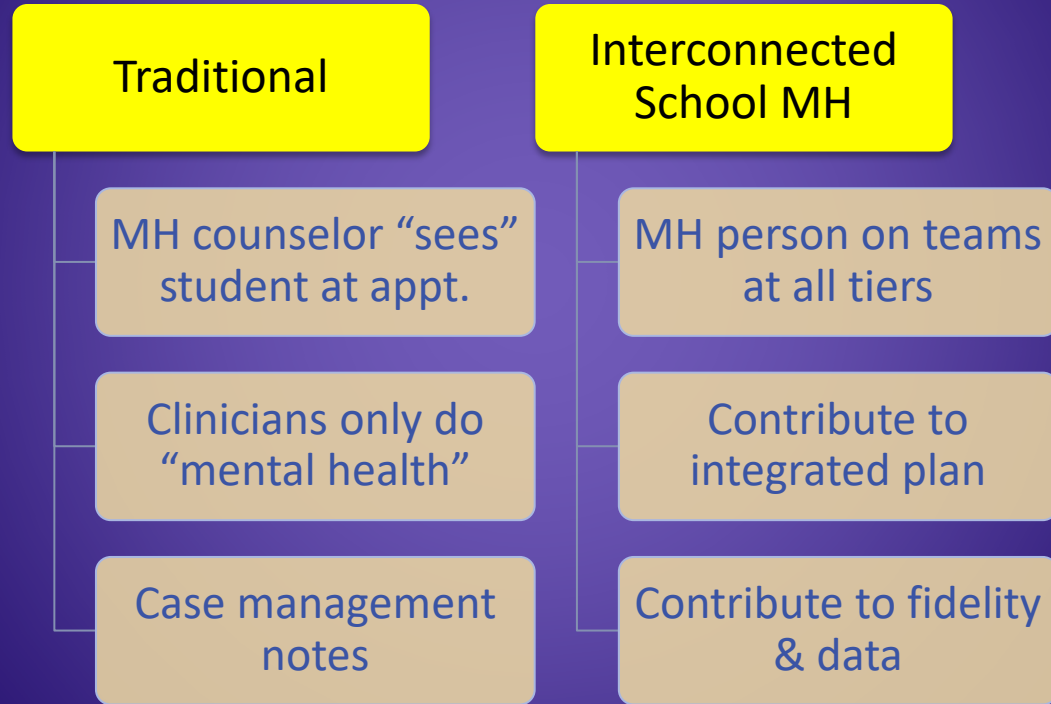 Traditional
MH counselor “sees”
student at appt.
Clinicians only do
“mental health”
Case management
notes
Interconnected
School MH
MH person on teams
at all tiers
Contribute to
integrated plan
Contribute to fidelity
& data